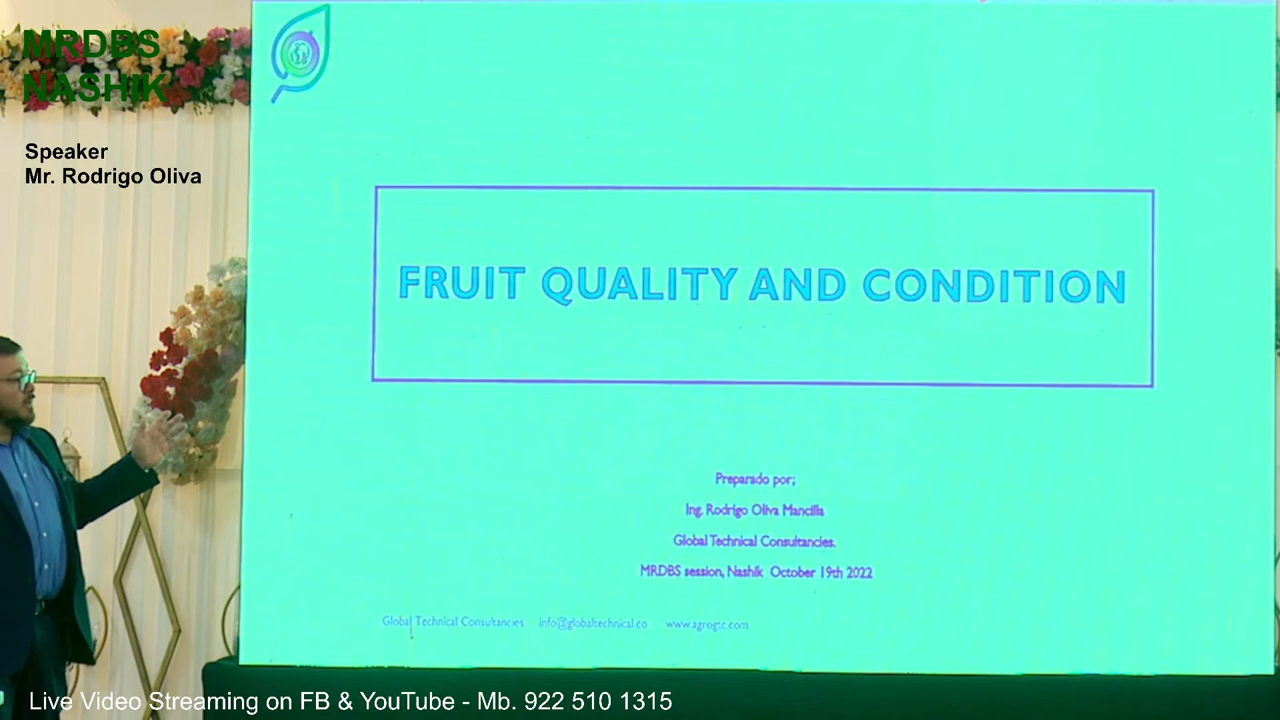 MRDBS
NASHIK
Speaker
Mr. Rodrigo Oliva
FRUIT QUALITY AND CONDITION
Preparado por;
Ing. Rodrigo Oliva Mancilla
Global Technical Consultancies.
MRDBS session, Nashik October 19th 2022
Global Technical Consultancies info@globaltechnical.co www.agrogtc.com
Live Video Streaming on FB & YouTube - Mb. 922 510 1315